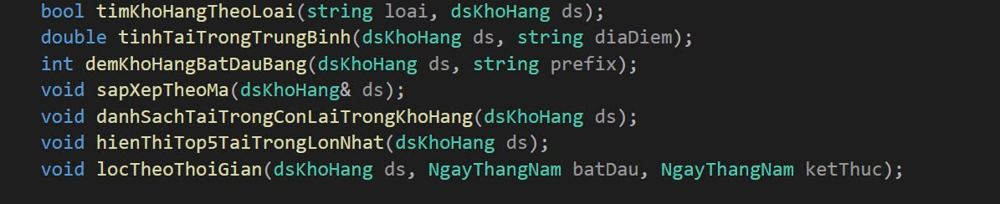 bool timKhoHangTheoLoai(string loai, dsKhoHang ds);
double tinhTaiTrongTrungBinh(dsKhoHang ds, string diaDiem);
int demKhoHangBatDauBang(dsKhoHang ds, string prefix);
void sapXepTheoMa(dsKhoHang& ds);
void danhSachTaiTrongConLaiTrongKhoHang(dsKhoHang ds);
void hienThiTop5TaiTrongLonNhat(dsKhoHang ds);
void locTheoThoiGian(dsKhoHang ds, NgayThangNam batDau, NgayThangNam ketThuc);